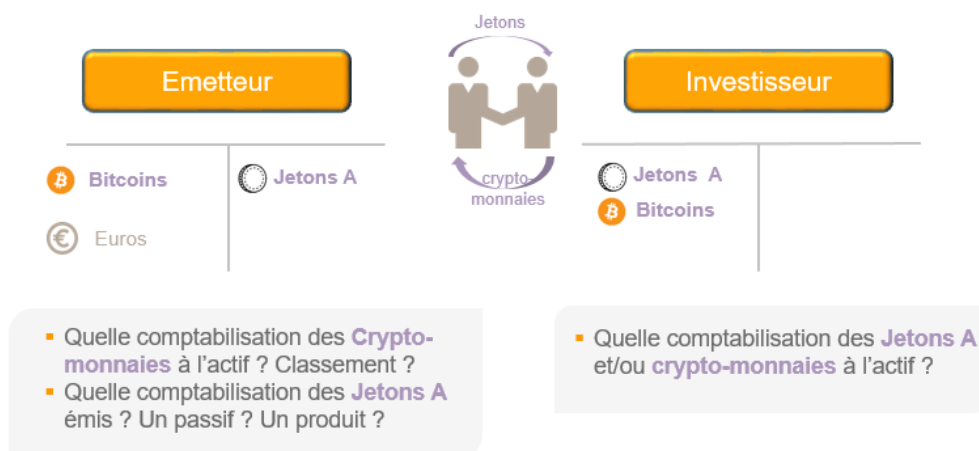 Jetons
Emetteur
Investisseur
Bitcoins
Jetons A
Euros
crypto-
monnaies
Jetons A
Bitcoins
▪ Quelle comptabilisation des Crypto-
monnaies à l'actif ? Classement ?
▪ Quelle comptabilisation des Jetons A
émis ? Un passif ? Un produit ?
▪ Quelle comptabilisation des Jetons A
et/ou crypto-monnaies à l'actif ?